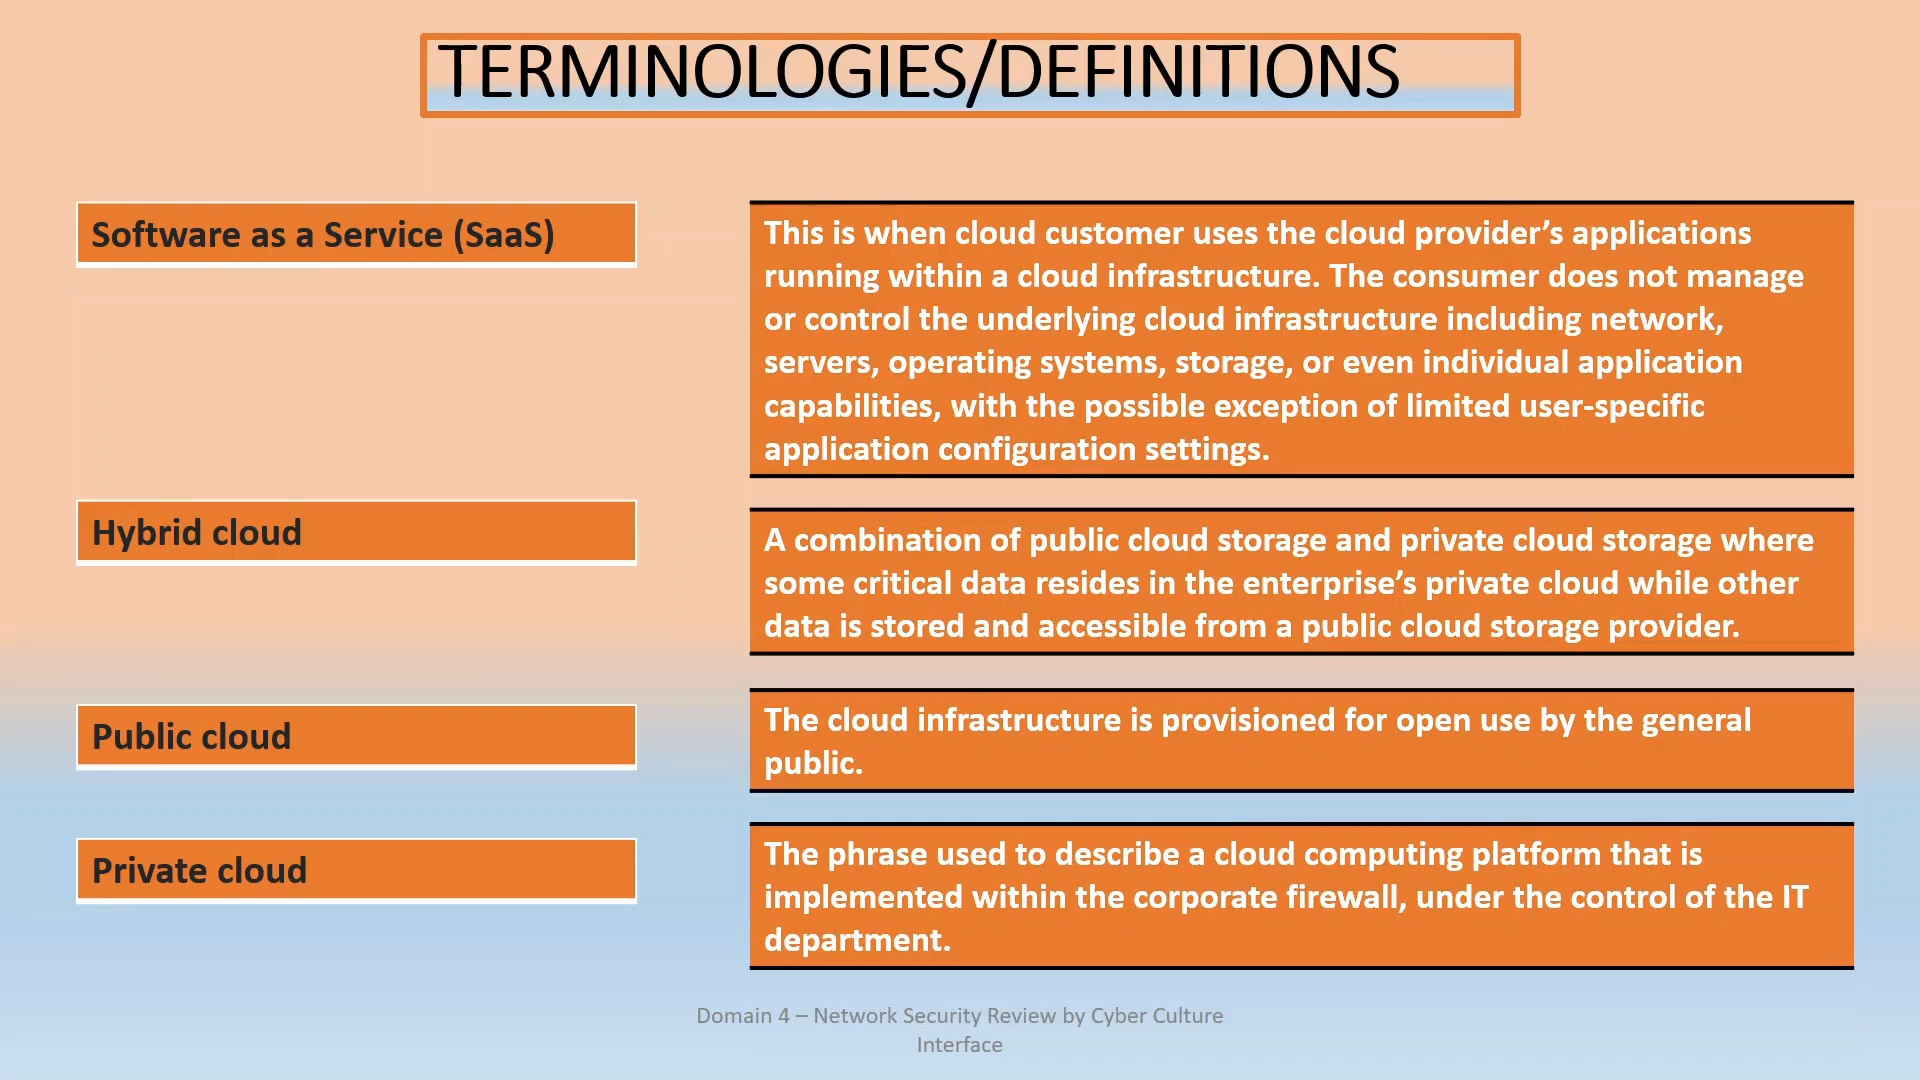 TERMINOLOGIES/DEFINITIONS
Software as a Service (SaaS)
This is when cloud customer uses the cloud provider’s applications
running within a cloud infrastructure. The consumer does not manage
or control the underlying cloud infrastructure including network,
servers, operating systems, storage, or even individual application
capabilities, with the possible exception of limited user-specific
application configuration settings.
Hybrid cloud
A combination of public cloud storage and private cloud storage where
some critical data resides in the enterprise’s private cloud while other
data is stored and accessible from a public cloud storage provider.
Public cloud
The cloud infrastructure is provisioned for open use by the general
public.
Private cloud
The phrase used to describe a cloud computing platform that is
implemented within the corporate firewall, under the control of the IT
department.
Domain 4 – Network Security Review by Cyber Culture
Interface